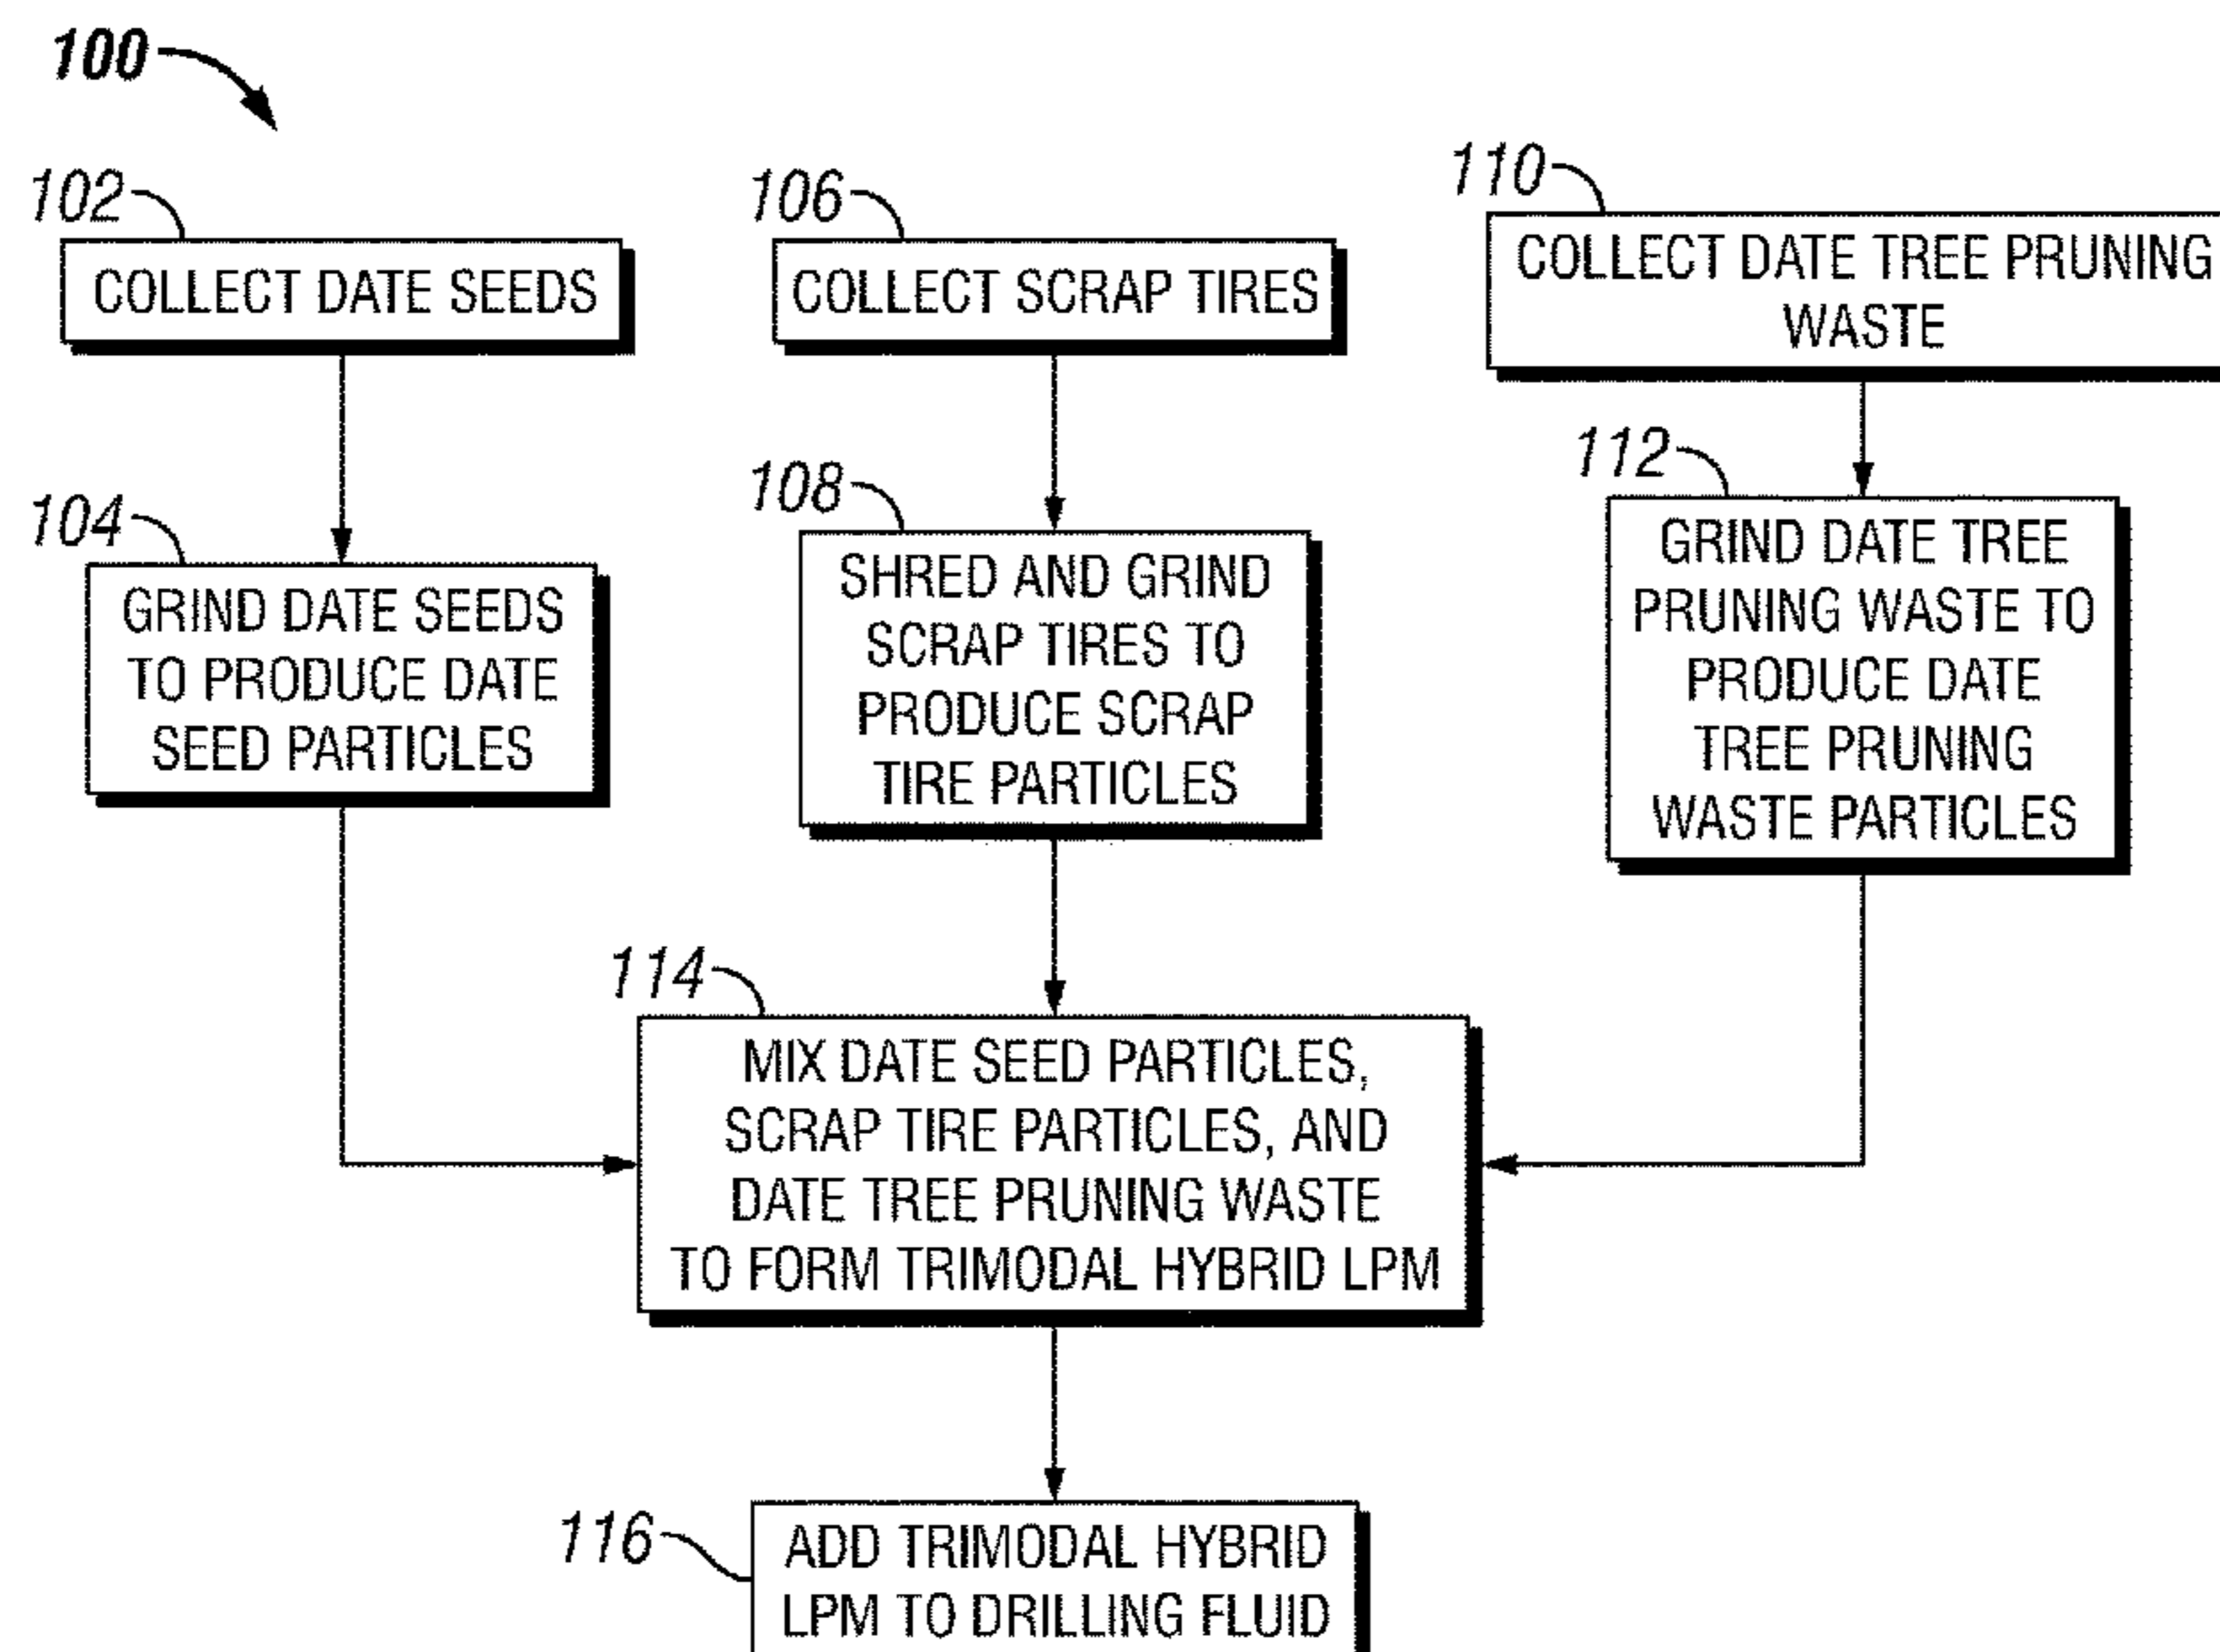 100
102
COLLECT DATE SEEDS
104
GRIND DATE SEEDS
TO PRODUCE DATE
SEED PARTICLES
106
COLLECT SCRAP TIRES
108
SHRED AND GRIND
SCRAP TIRES TO
PRODUCE SCRAP
TIRE PARTICLES
110
COLLECT DATE TREE PRUNING
WASTE
112
GRIND DATE TREE
PRUNING WASTE TO
PRODUCE DATE
TREE PRUNING
WASTE PARTICLES
114
MIX DATE SEED PARTICLES,
SCRAP TIRE PARTICLES, AND
DATE TREE PRUNING WASTE
TO FORM TRIMODAL HYBRID LPM
116
ADD TRIMODAL HYBRID
LPM TO DRILLING FLUID